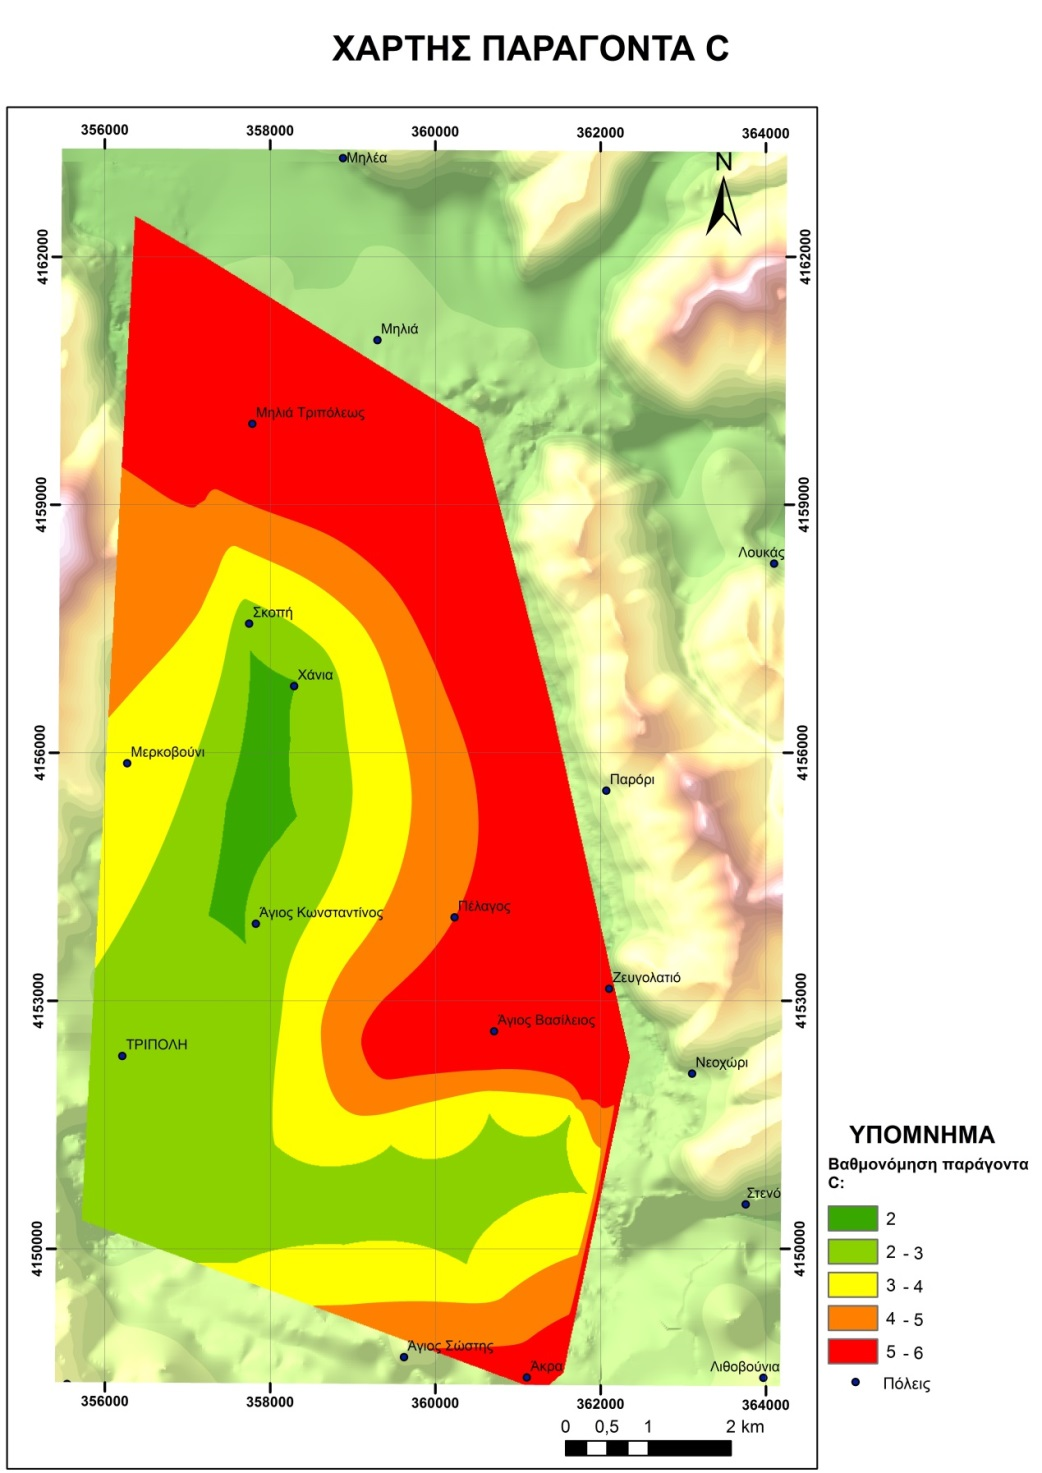 ΧΑΡΤΗΣ ΠΑΡΑΓΟΝΤΑ C
356000 358000 360000 362000 364000
Μηλέα
N
4162000 4162000
Μηλιά
Μηλιά Τριπόλεως
4159000 4159000
Λουκάς
Σκοπή
Χάνια
Μερκοβούνι
4156000 4156000
Παρόρι
Άγιος Κωνσταντίνος
Πέλαγος
Ζευγολατιό
4153000 4153000
Άγιος Βασίλειος
ΤΡΙΠΟΛΗ
Νεοχώρι
Στενό
4150000 4150000
Άγιος Σώστης
Άκρα
Λιθοβούνια
356000 358000 360000 362000 364000
0 0,5 1 2 km
ΥΠΟΜΝΗΜΑ
Βαθμονόμηση παράγοντα
C:
2
2 - 3
3 - 4
4 - 5
5 - 6
Πόλεις